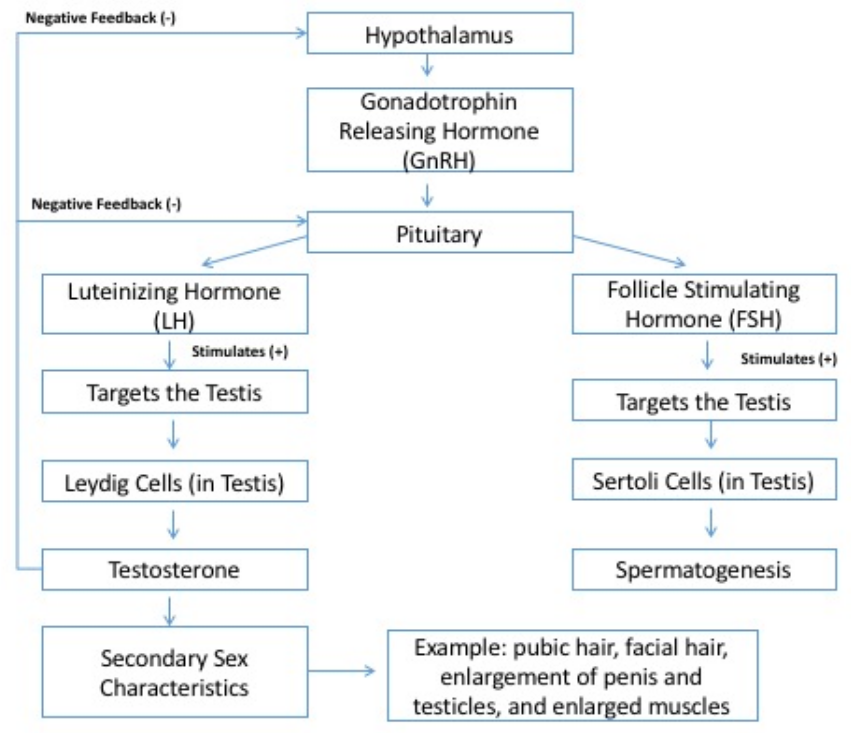 Negative Feedback (-)
Hypothalamus
Gonadotrophin
Releasing Hormone
(GnRH)
Negative Feedback (-)
Pituitary
Luteinizing Hormone
(LH)
Follicle Stimulating
Hormone (FSH)
Stimulates (+)
Stimulates (+)
Targets the Testis
Targets the Testis
Leydig Cells (in Testis)
Sertoli Cells (in Testis)
Testosterone
Spermatogenesis
Secondary Sex
Characteristics
Example: pubic hair, facial hair,
enlargement of penis and
testicles, and enlarged muscles